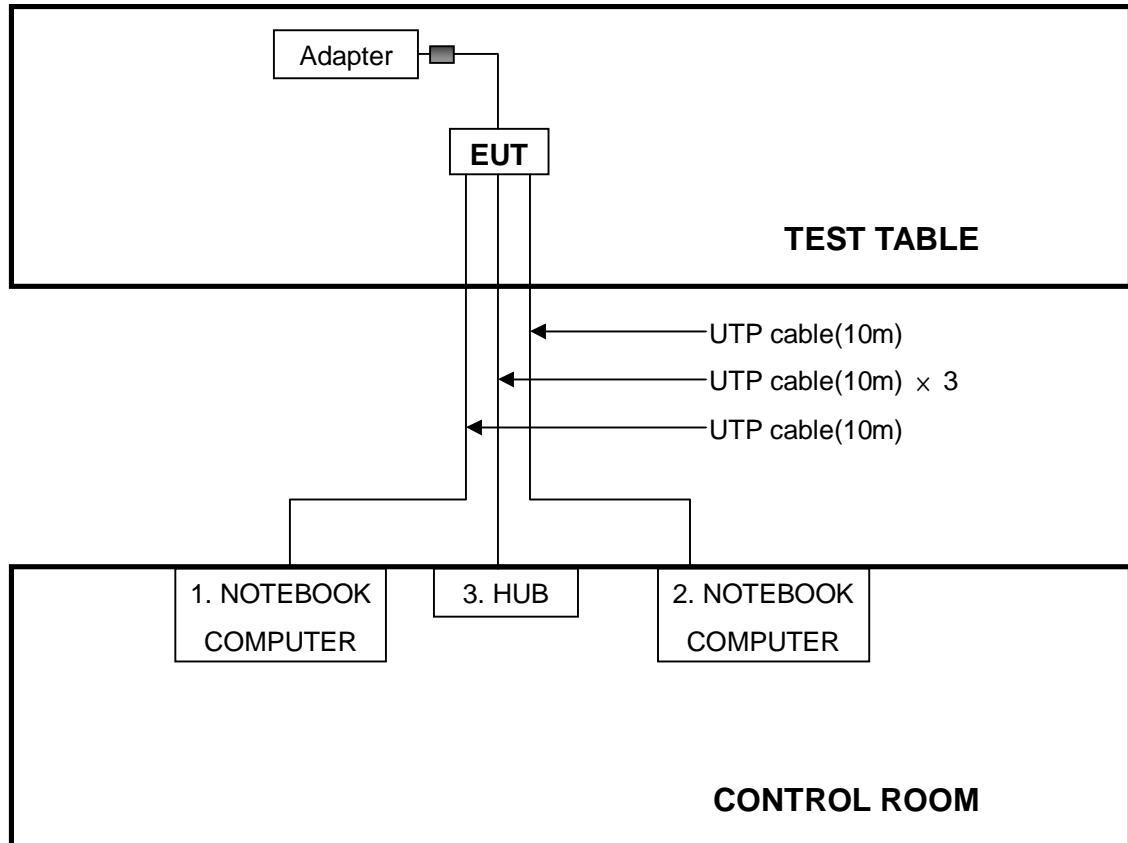 Adapter
EUT
TEST TABLE
UTP cable(10m)
UTP cable(10m) × 3
UTP cable(10m)
1. NOTEBOOK
COMPUTER
3. HUB
2. NOTEBOOK
COMPUTER
CONTROL ROOM